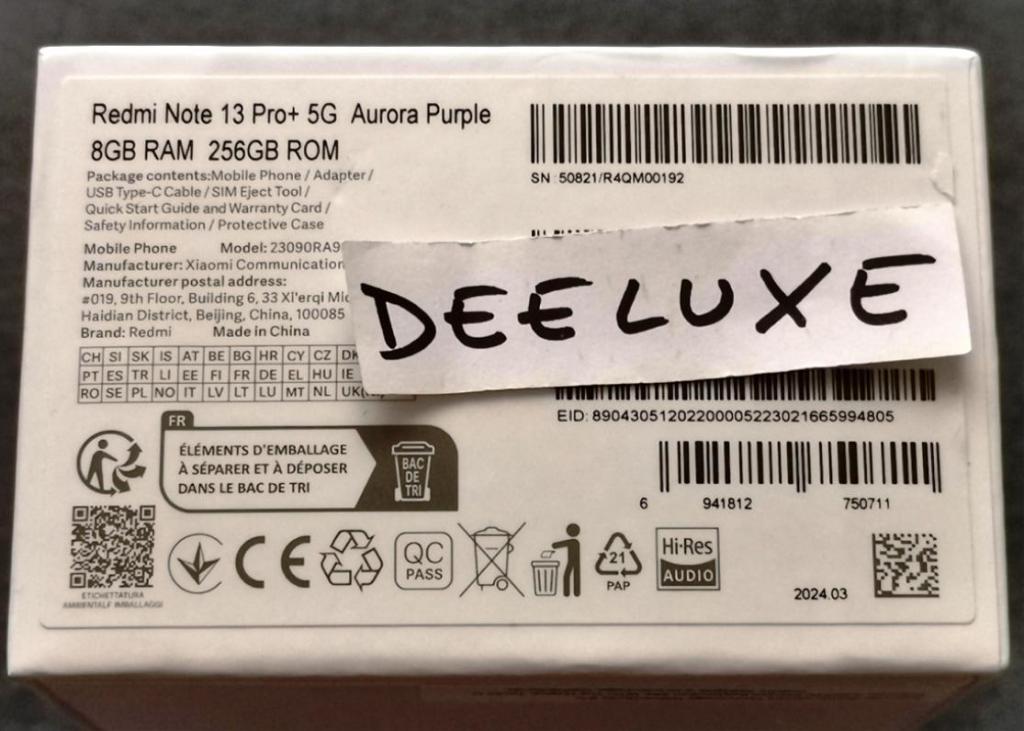 Redmi Note 13 Pro+ 5G Aurora Purple
8GB RAM 256GB ROM
Package contents:Mobile Phone / Adapter /
USB Type-C Cable / SIM Eject Tool /
Quick Start Guide and Warranty Card /
Safety Information / Protective Case
Mobile Phone Model: 23090RA9
Manufacturer: Xiaomi Communication
Manufacturer postal address:
#019, 9th Floor, Building 6, 33 Xi'erqi Mid
Haidian District, Beijing, China, 100085
Brand: Redmi Made in China
CH SI SK IS AT BE BG HR CY CZ DK
PT ES TR LI EE FI FR DE EL HU IE
RO SE PL NO IT LV LT LU MT NL UK
SN: 50821/R4QM00192
DEELUXE
EID: 89043051202200005223021665994805
6 941812 750711
FR
ÉLÉMENTS D'EMBALLAGE
À SÉPARER ET À DÉPOSER
DANS LE BAC DE TRI
BAC
DE
TRI
ETICHETTATURA
AMBIENTALE IMBALLAGGI
CE
QC
PASS
21
PAP
Hi-Res
AUDIO
2024.03